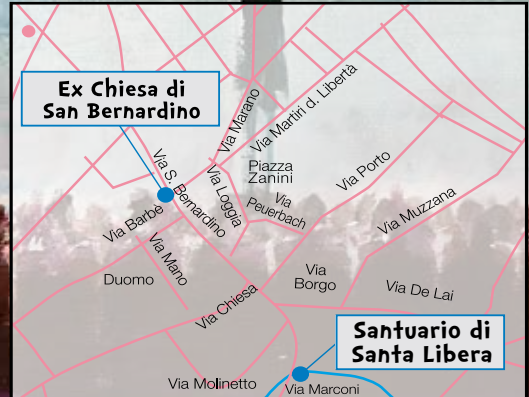 Ex Chiesa di
San Bernardino
Via Marano
Via Martiri d. Libertà
Piazza
Zanini
Via Porto
Via S. Bernardino
Via Loggia
Via
Peuerbach
Via Muzzana
Via Barbè
Via Mano
Duomo
Via
Borgo
Via De Lai
Via Chiesa
Santuario di
Santa Libera
Via Molinetto
Via Marconi